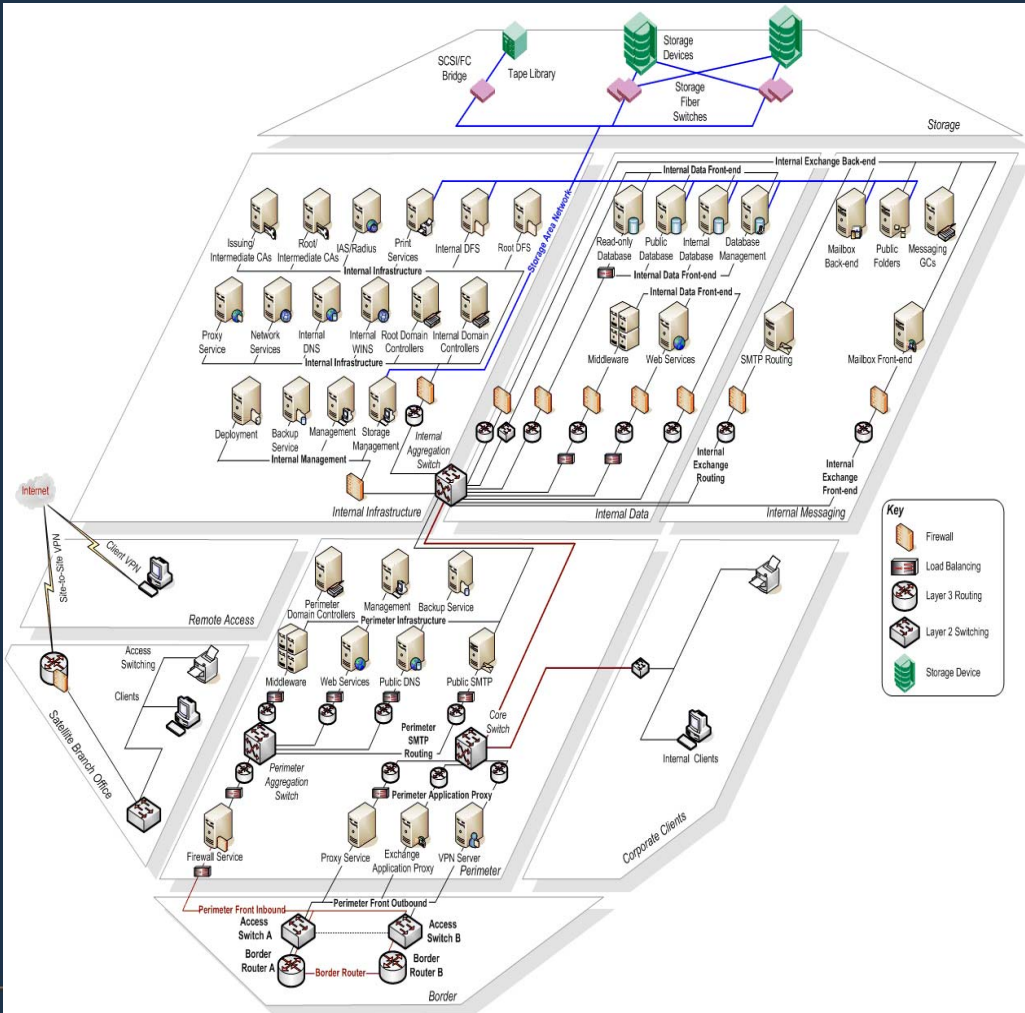 SCSI/FC
Bridge
Tape Library
Storage
Devices
Storage
Fiber
Switches
Storage
Internal Exchange Back-end
Internal Data Front-end
Storage Area Network
Issuing/
Intermediate CAs
Root/
Intermediate CAs
IAS/Radius
Print
Services
Internal DFS
Root DFS
Internal Infrastructure
Read-only
Database
Public
Database
Internal
Database
Database
Management
Internal Data Front-end
Mailbox
Back-end
Public
Folders
Messaging
GCs
Internal Data Front-end
Proxy
Service
Network
Services
Internal
DNS
Internal
WINS
Root Domain
Controllers
Internal Domain
Controllers
Internal Infrastructure
Middleware
Web Services
SMTP Routing
Mailbox Front-end
Deployment
Backup
Service
Management
Storage
Management
Internal Management
Internal
Aggregation
Switch
Internal
Exchange
Routing
Internal
Exchange
Front-end
Internal Infrastructure
Internal Data
Internal Messaging
Internet
Site-to-Site VPN
Client VPN
Remote Access
Key
Firewall
Load Balancing
Layer 3 Routing
Layer 2 Switching
Storage Device
Perimeter
Domain Controllers
Management
Backup Service
Perimeter Infrastructure
Access
Switching
Clients
Satellite Branch Office
Middleware
Web Services
Public DNS
Public SMTP
Perimeter
SMTP
Routing
Core
Switch
Perimeter
Aggregation
Switch
Perimeter Application Proxy
Internal Clients
Corporate Clients
Firewall Service
Proxy Service
Exchange
Application Proxy
VPN Server
Perimeter
Perimeter Front Outbound
Perimeter Front Inbound
Access
Switch A
Access
Switch B
Border
Router A
Border Router
Border
Router B
Border